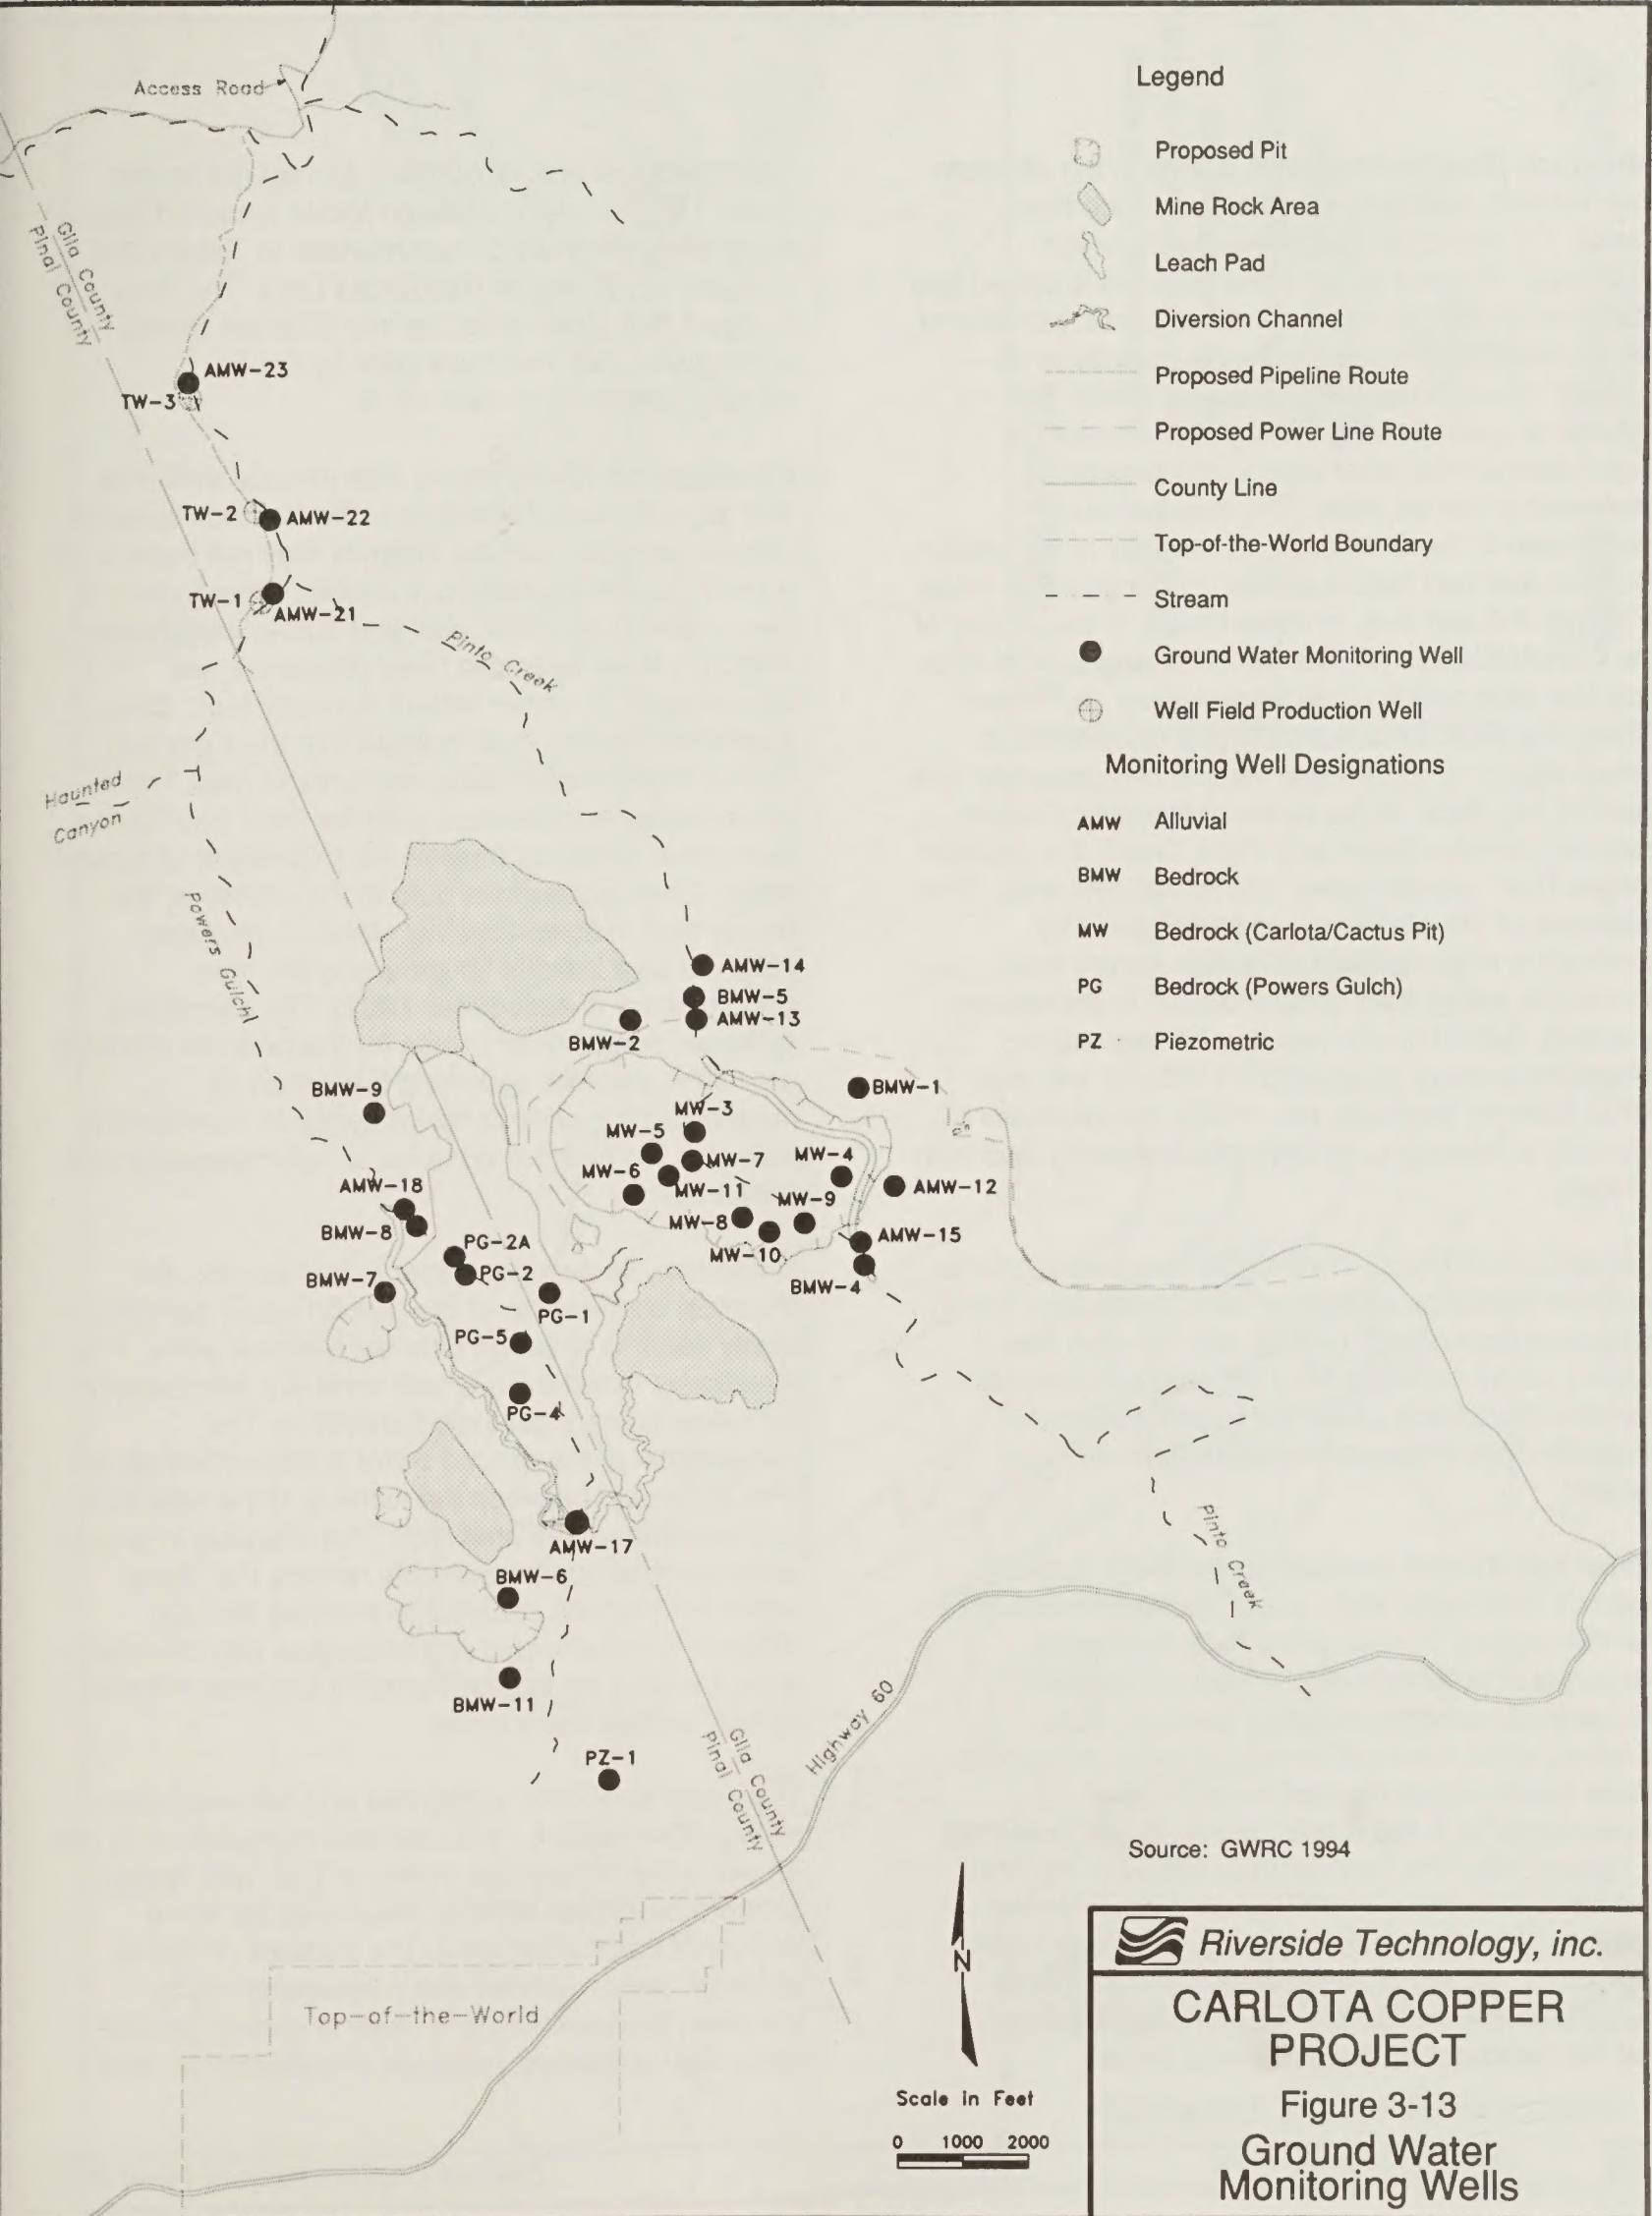 Access Road
Gila County
Pinal County
AMW-23
TW-3
TW-2
AMW-22
TW-1
AMW-21
Pinto Creek
Haunted
Canyon
Powers Gulch
AMW-14
BMW-5
AMW-13
BMW-2
BMW-1
BMW-9
MW-3
MW-5
MW-7
MW-4
MW-6
MW-11
MW-9
AMW-12
AMW-18
MW-8
BMW-8
MW-10
AMW-15
PG-2A
PG-2
BMW-7
BMW-4
PG-1
PG-5
PG-4
AMW-17
BMW-6
BMW-11
PZ-1
Pinto Creek
Gila County
Pinal County
Highway 60
Top-of-the-World
Legend
Proposed Pit
Mine Rock Area
Leach Pad
Diversion Channel
Proposed Pipeline Route
Proposed Power Line Route
County Line
Top-of-the-World Boundary
Stream
Ground Water Monitoring Well
Well Field Production Well
Monitoring Well Designations
AMW Alluvial
BMW Bedrock
MW Bedrock (Carlota/Cactus Pit)
PG Bedrock (Powers Gulch)
PZ Piezometric
Source: GWRC 1994
N
Scale in Feet
0 1000 2000
Riverside Technology, inc.
CARLOTA COPPER
PROJECT
Figure 3-13
Ground Water
Monitoring Wells